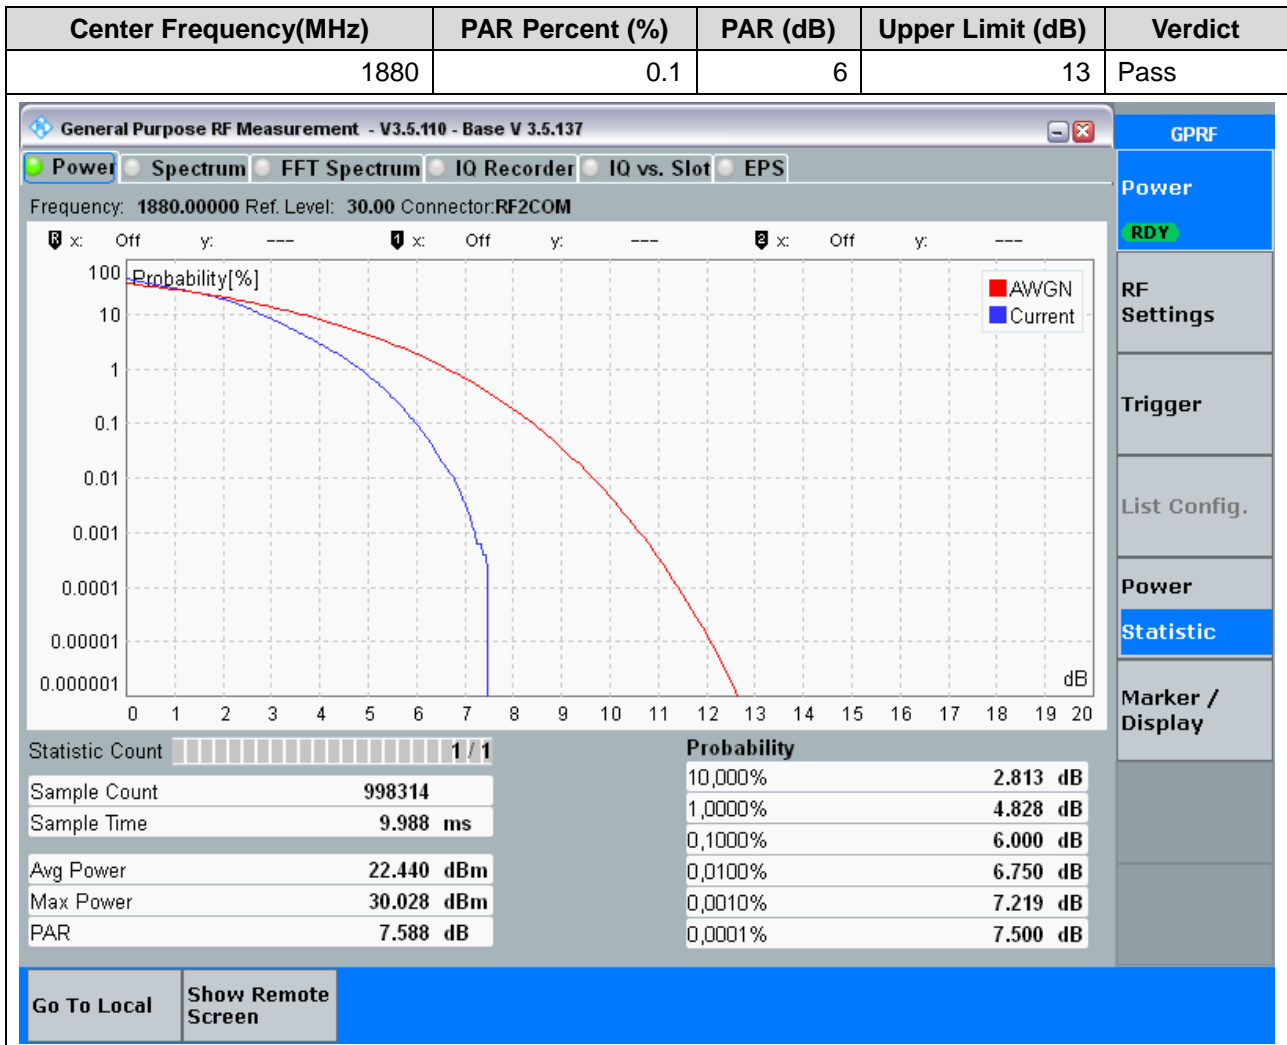 Center Frequency(MHz) PAR Percent (%) PAR (dB) Upper Limit (dB) Verdict
1880 0.1 6 13 Pass
General Purpose RF Measurement - V3.5.110 - Base V 3.5.137
GPRF
Power Spectrum FFT Spectrum IQ Recorder IQ vs. Slot EPS
Power
RDY
Frequency: 1880.00000 Ref. Level: 30.00 Connector:RF2COM
R x: Off y: --- 1 x: Off y: --- 2 x: Off y: ---
Probability[%]
AWGN
Current
100
10
1
0.1
0.01
0.001
0.0001
0.00001
0.000001
dB
0 1 2 3 4 5 6 7 8 9 10 11 12 13 14 15 16 17 18 19 20
RF
Settings
Trigger
List Config.
Power
Statistic
Marker /
Display
Statistic Count 1 / 1
Sample Count 998314
Sample Time 9.988 ms
Avg Power 22.440 dBm
Max Power 30.028 dBm
PAR 7.588 dB
Probability
10,000% 2.813 dB
1,0000% 4.828 dB
0,1000% 6.000 dB
0,0100% 6.750 dB
0,0010% 7.219 dB
0,0001% 7.500 dB
Go To Local
Show Remote
Screen